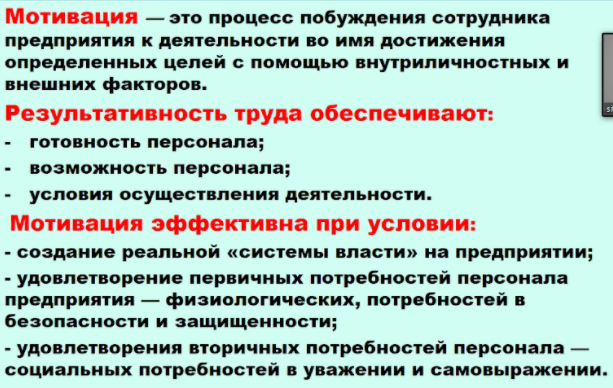 Мотивация — это процесс побуждения сотрудника
предприятия к деятельности во имя достижения
определенных целей с помощью внутриличностных и
внешних факторов.
Результативность труда обеспечивают:
- готовность персонала;
- возможность персонала;
- условия осуществления деятельности.
Мотивация эффективна при условии:
- создание реальной «системы власти» на предприятии;
- удовлетворение первичных потребностей персонала
предприятия — физиологических, потребностей в
безопасности и защищенности;
- удовлетворения вторичных потребностей персонала —
социальных потребностей в уважении и самовыражении.